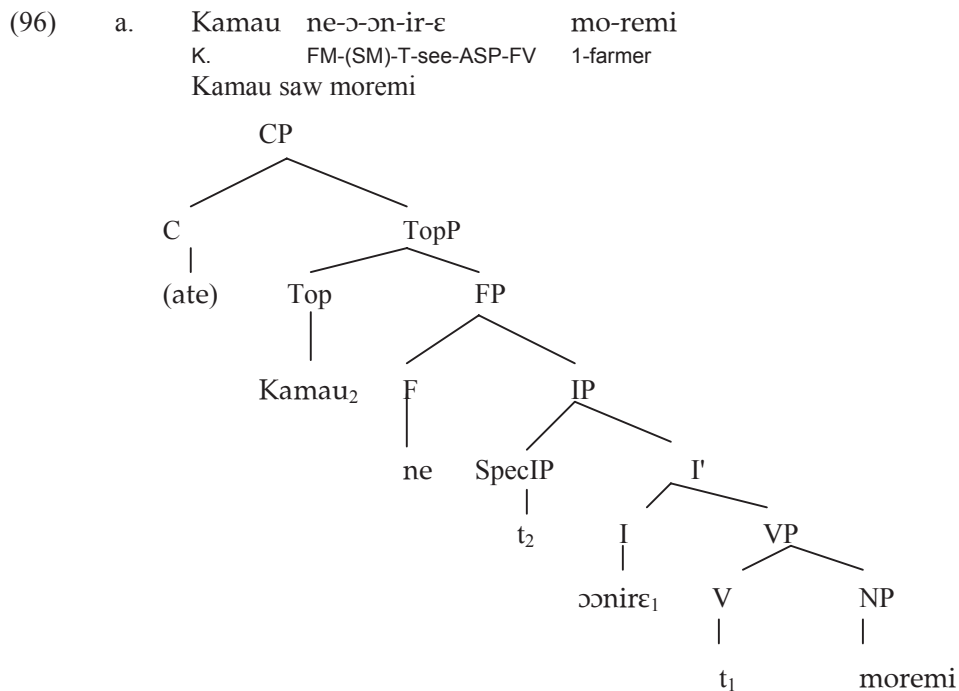 (96) a. Kamau ne-ɔ-ɔn-ir-ɛ mo-remi
K. FM-(SM)-T-see-ASP-FV 1-farmer
Kamau saw moremi
CP
C TopP
(ate) Top FP
Kamau₂ F IP
ne SpecIP I'
t₂ I VP
ɔɔnirɛ₁ V NP
t₁ moremi